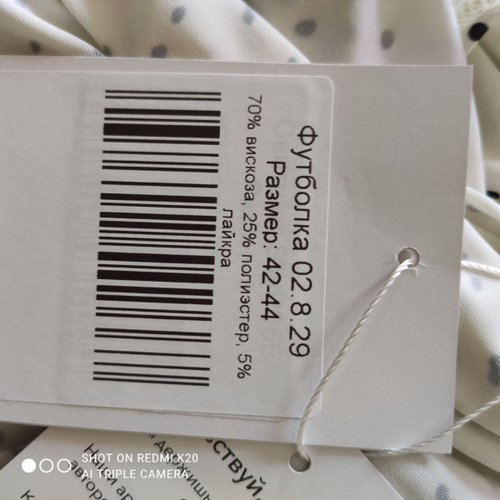 Футболка 02.8.29
Размер: 42-44
70% вискоза, 25% полиэстер, 5%
лайкра
SHOT ON REDMI K20
AI TRIPLE CAMERA